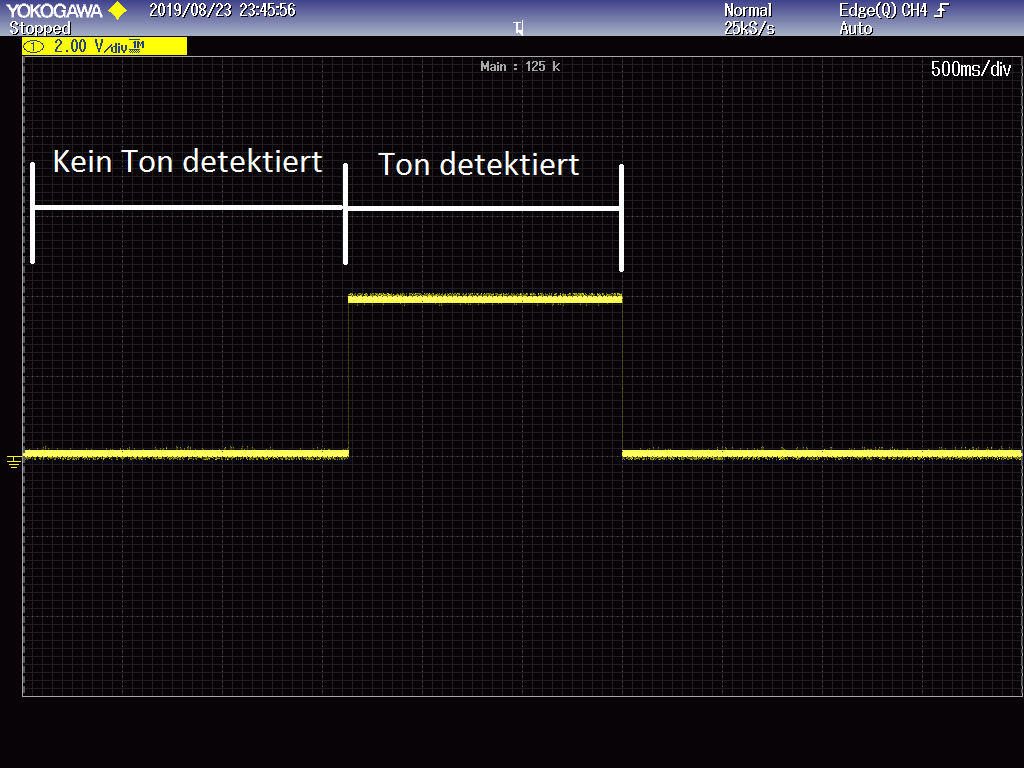 YOKOGAWA 2019/08/23 23:45:56 Normal Edge(Q) CH4
Stopped 25kS/s Auto
1 2.00 V/div 1M
Main : 125 k 500ms/div
Kein Ton detektiert Ton detektiert